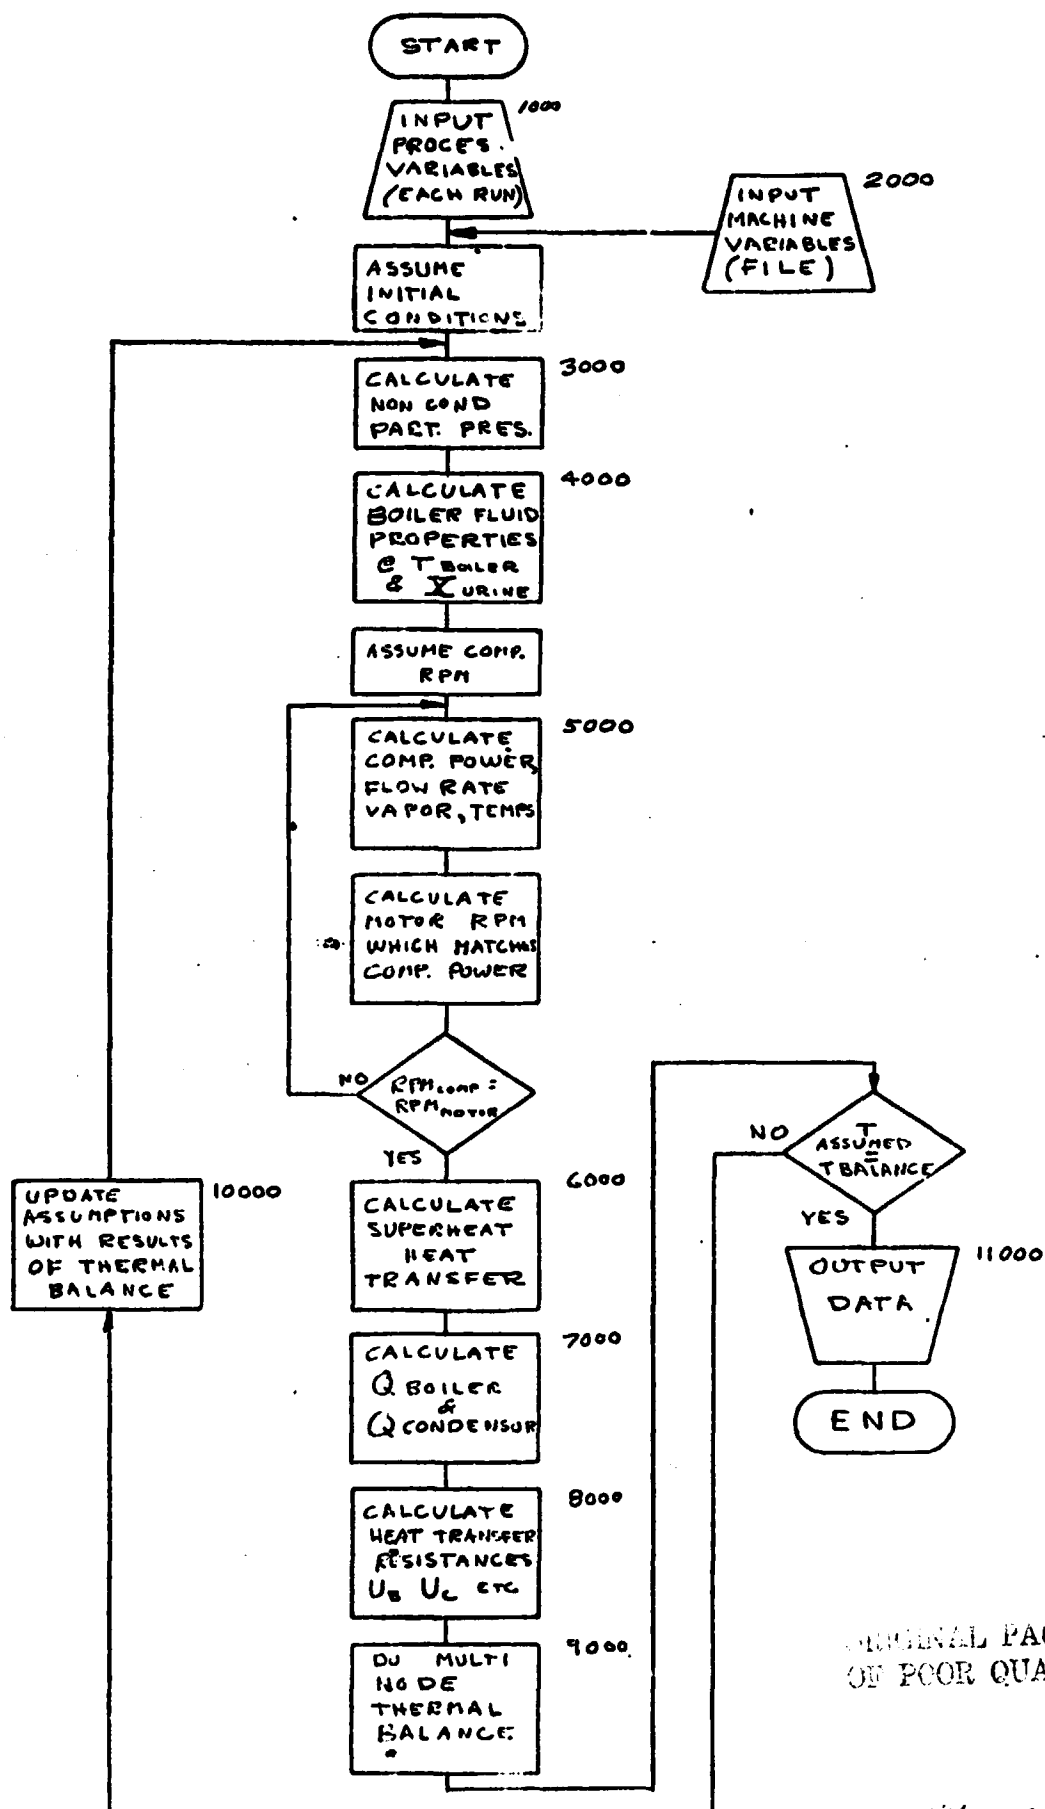 START
1000
INPUT
PROCES.
VARIABLES
(EACH RUN)
2000
INPUT
MACHINE
VARIABLES
(FILE)
ASSUME
INITIAL
CONDITIONS
3000
CALCULATE
NON COND
PART. PRES.
4000
CALCULATE
BOILER FLUID
PROPERTIES
@ T BOILER
& X URINE
ASSUME COMP.
RPM
5000
CALCULATE
COMP. POWER,
FLOW RATE
VAPOR, TEMPS
CALCULATE
MOTOR RPM
WHICH MATCHES
COMP. POWER
NO
RPM COMP =
RPM MOTOR
YES
6000
CALCULATE
SUPERHEAT
HEAT
TRANSFER
7000
CALCULATE
Q BOILER
&
Q CONDENSUR
8000
CALCULATE
HEAT TRANSFER
RESISTANCES
UB UC ETC
9000
DO MULTI
NODE
THERMAL
BALANCE
10000
UPDATE
ASSUMPTIONS
WITH RESULTS
OF THERMAL
BALANCE
NO
T
ASSUMED
=
T BALANCE
YES
11000
OUTPUT
DATA
END
ORIGINAL
OF POOR